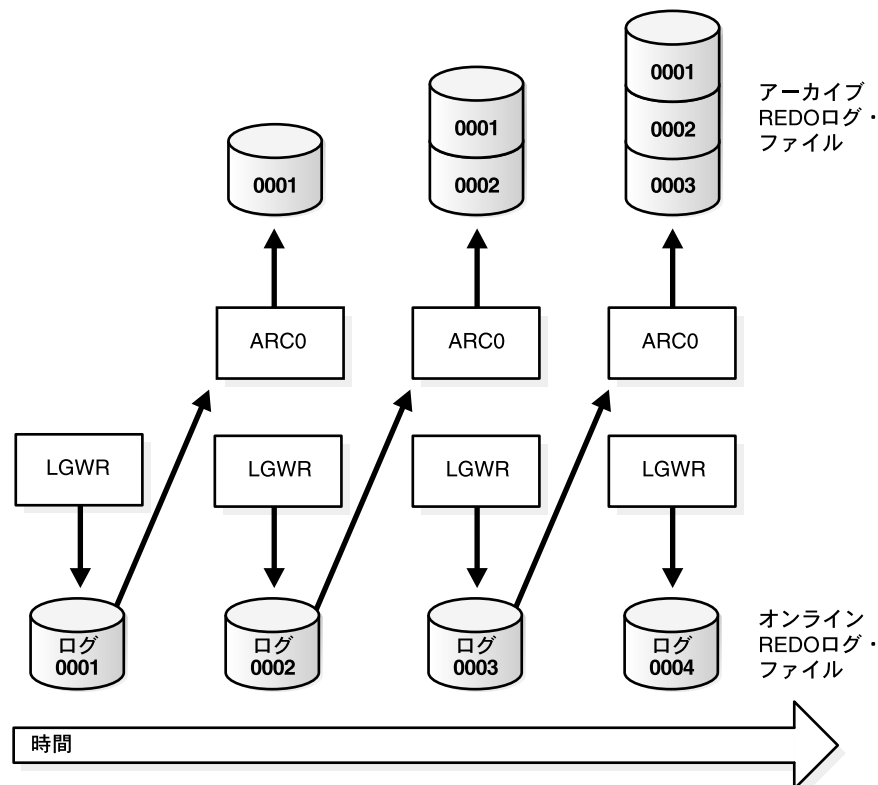 0001
0001
0002
0001
0002
0003
アーカイブ
REDOログ・
ファイル
ARC0
ARC0
ARC0
LGWR
LGWR
LGWR
LGWR
ログ
0001
ログ
0002
ログ
0003
ログ
0004
オンライン
REDOログ・
ファイル
時間